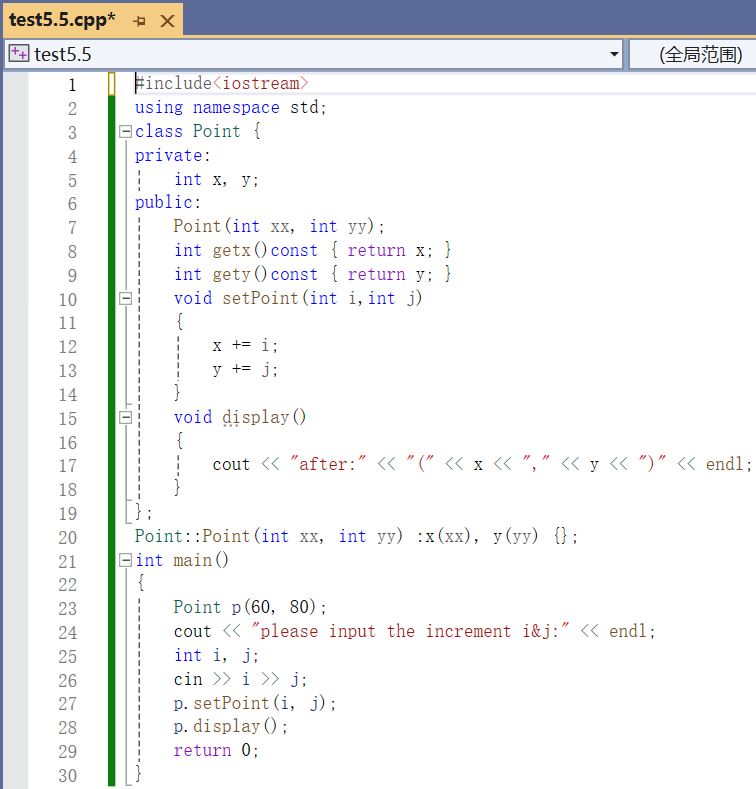 test5.5.cpp*
test5.5 (全局范围)
1 #include<iostream>
2 using namespace std;
3 class Point {
4 private:
5 int x, y;
6 public:
7 Point(int xx, int yy);
8 int getx()const { return x; }
9 int gety()const { return y; }
10 void setPoint(int i,int j)
11 {
12 x += i;
13 y += j;
14 }
15 void display()
16 {
17 cout << "after:" << "(" << x << "," << y << ")" << endl;
18 }
19 };
20 Point::Point(int xx, int yy) :x(xx), y(yy) {};
21 int main()
22 {
23 Point p(60, 80);
24 cout << "please input the increment i&j:" << endl;
25 int i, j;
26 cin >> i >> j;
27 p.setPoint(i, j);
28 p.display();
29 return 0;
30 }